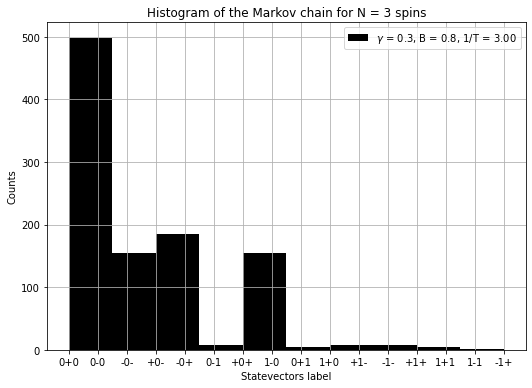 Histogram of the Markov chain for N = 3 spins
γ = 0.3, B = 0.8, 1/T = 3.00
500
400
300
200
100
0
Counts
0+0 0-0 -0- +0- -0+ 0-1 +0+ 1-0 0+1 1+0 +1- -1- +1+ 1+1 1-1 -1+
Statevectors label